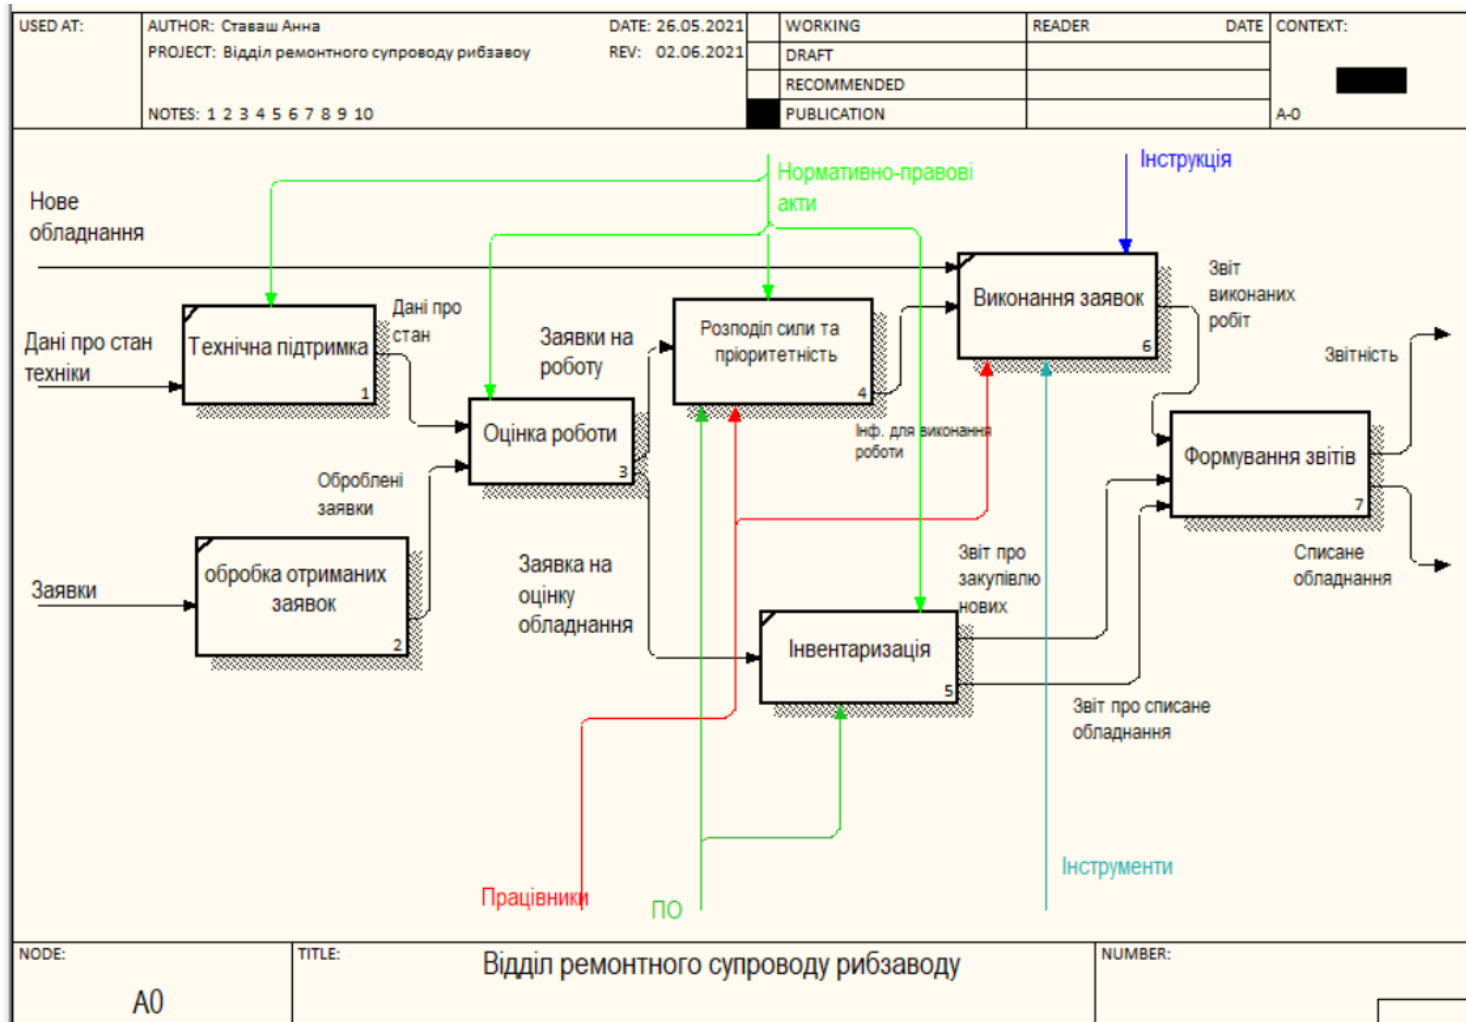 USED AT:
AUTHOR: Ставаш Анна
DATE: 26.05.2021
WORKING
READER
DATE
CONTEXT:
PROJECT: Відділ ремонтного супроводу рибзавоу
REV: 02.06.2021
DRAFT
RECOMMENDED
NOTES: 1 2 3 4 5 6 7 8 9 10
PUBLICATION
A-0
Нормативно-правові
акти
Інструкція
Нове
обладнання
Дані про стан
техніки
Технічна підтримка
1
Дані про
стан
Заявки на
роботу
Розподіл сили та
пріоритетність
4
Виконання заявок
6
Звіт
виконаних
робіт
Звітність
Оцінка роботи
3
Інф. для виконання
роботи
Формування звітів
7
Оброблені
заявки
Заявки
обробка отриманих
заявок
2
Заявка на
оцінку
обладнання
Звіт про
закупівлю
нових
Списане
обладнання
Інвентаризація
5
Звіт про списане
обладнання
Працівники
ПО
Інструменти
NODE:
A0
TITLE:
Відділ ремонтного супроводу рибзаводу
NUMBER: